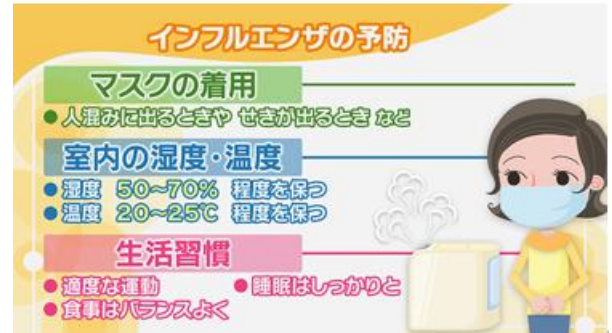 インフルエンザの予防
マスクの着用
●人混みに出るときや せきが出るとき など
室内の湿度・温度
●湿度 50～70% 程度を保つ
●温度 20～25℃ 程度を保つ
生活習慣
●適度な運動 ●睡眠はしっかりと
●食事はバランスよく